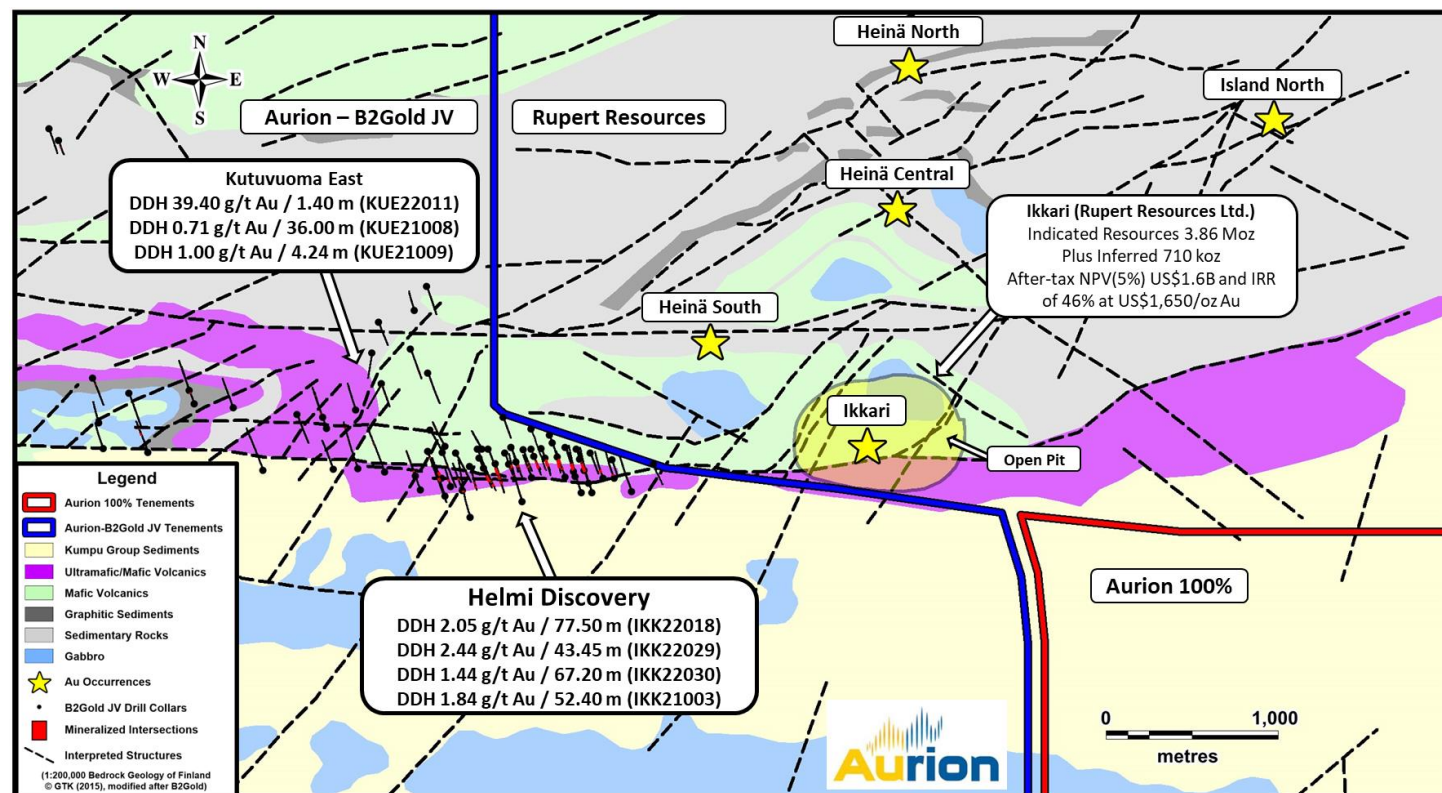 N
W
E
S
Heinä North
Island North
Aurion – B2Gold JV
Rupert Resources
Kutuvuoma East
DDH 39.40 g/t Au / 1.40 m (KUE22011)
DDH 0.71 g/t Au / 36.00 m (KUE21008)
DDH 1.00 g/t Au / 4.24 m (KUE21009)
Heinä Central
Ikkari (Rupert Resources Ltd.)
Indicated Resources 3.86 Moz
Plus Inferred 710 koz
After-tax NPV(5%) US$1.6B and IRR
of 46% at US$1,650/oz Au
Heinä South
Ikkari
Open Pit
Legend
Aurion 100% Tenements
Aurion-B2Gold JV Tenements
Kumpu Group Sediments
Ultramafic/Mafic Volcanics
Mafic Volcanics
Graphitic Sediments
Sedimentary Rocks
Gabbro
Au Occurrences
B2Gold JV Drill Collars
Mineralized Intersections
Interpreted Structures
(1:200,000 Bedrock Geology of Finland
© GTK (2015), modified after B2Gold)
Helmi Discovery
DDH 2.05 g/t Au / 77.50 m (IKK22018)
DDH 2.44 g/t Au / 43.45 m (IKK22029)
DDH 1.44 g/t Au / 67.20 m (IKK22030)
DDH 1.84 g/t Au / 52.40 m (IKK21003)
Aurion 100%
Aurion
0 1,000
metres